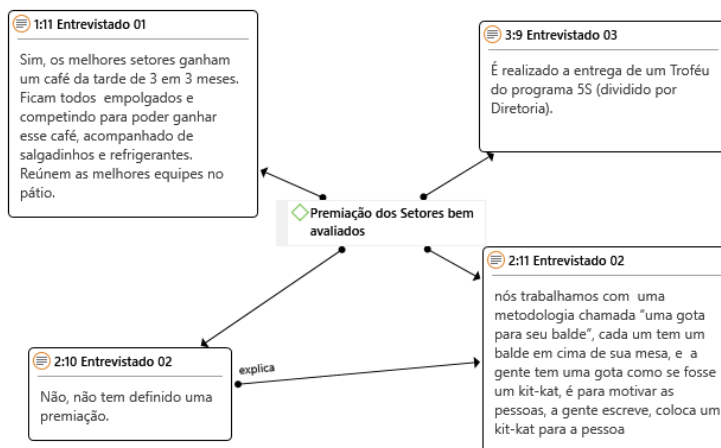 1:11 Entrevistado 01
Sim, os melhores setores ganham
um café da tarde de 3 em 3 meses.
Ficam todos empolgados e
competindo para poder ganhar
esse café, acompanhado de
salgadinhos e refrigerantes.
Reúnem as melhores equipes no
pátio.
3:9 Entrevistado 03
É realizado a entrega de um Troféu
do programa 5S (dividido por
Diretoria).
Premiação dos Setores bem
avaliados
2:11 Entrevistado 02
nós trabalhamos com uma
metodologia chamada “uma gota
para seu balde”, cada um tem um
balde em cima de sua mesa, e a
gente tem uma gota como se fosse
um kit-kat, é para motivar as
pessoas, a gente escreve, coloca um
kit-kat para a pessoa
2:10 Entrevistado 02
Não, não tem definido uma
premiação.
explica